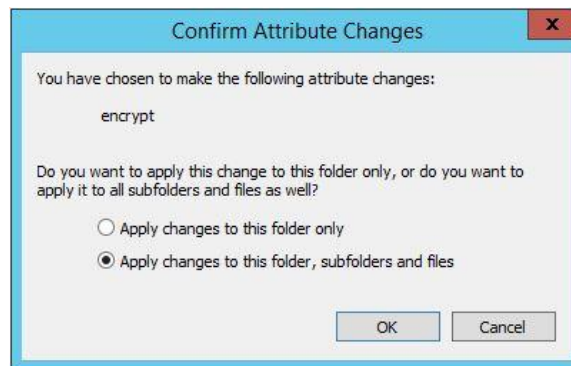 Confirm Attribute Changes
x
You have chosen to make the following attribute changes:
encrypt
Do you want to apply this change to this folder only, or do you want to
apply it to all subfolders and files as well?
Apply changes to this folder only
Apply changes to this folder, subfolders and files
OK
Cancel